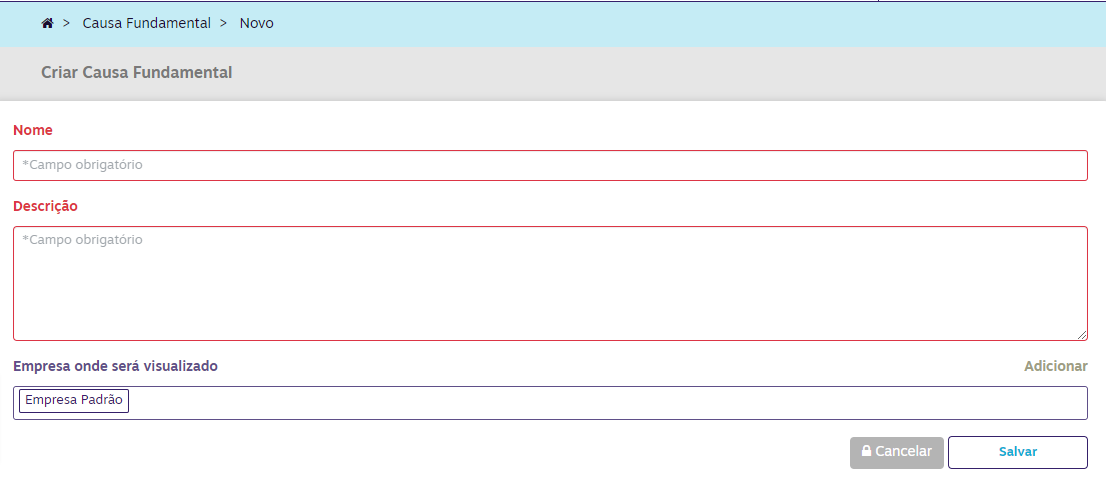 > Causa Fundamental > Novo
Criar Causa Fundamental
Nome
*Campo obrigatório
Descrição
*Campo obrigatório
Empresa onde será visualizado Adicionar
Empresa Padrão
Cancelar Salvar